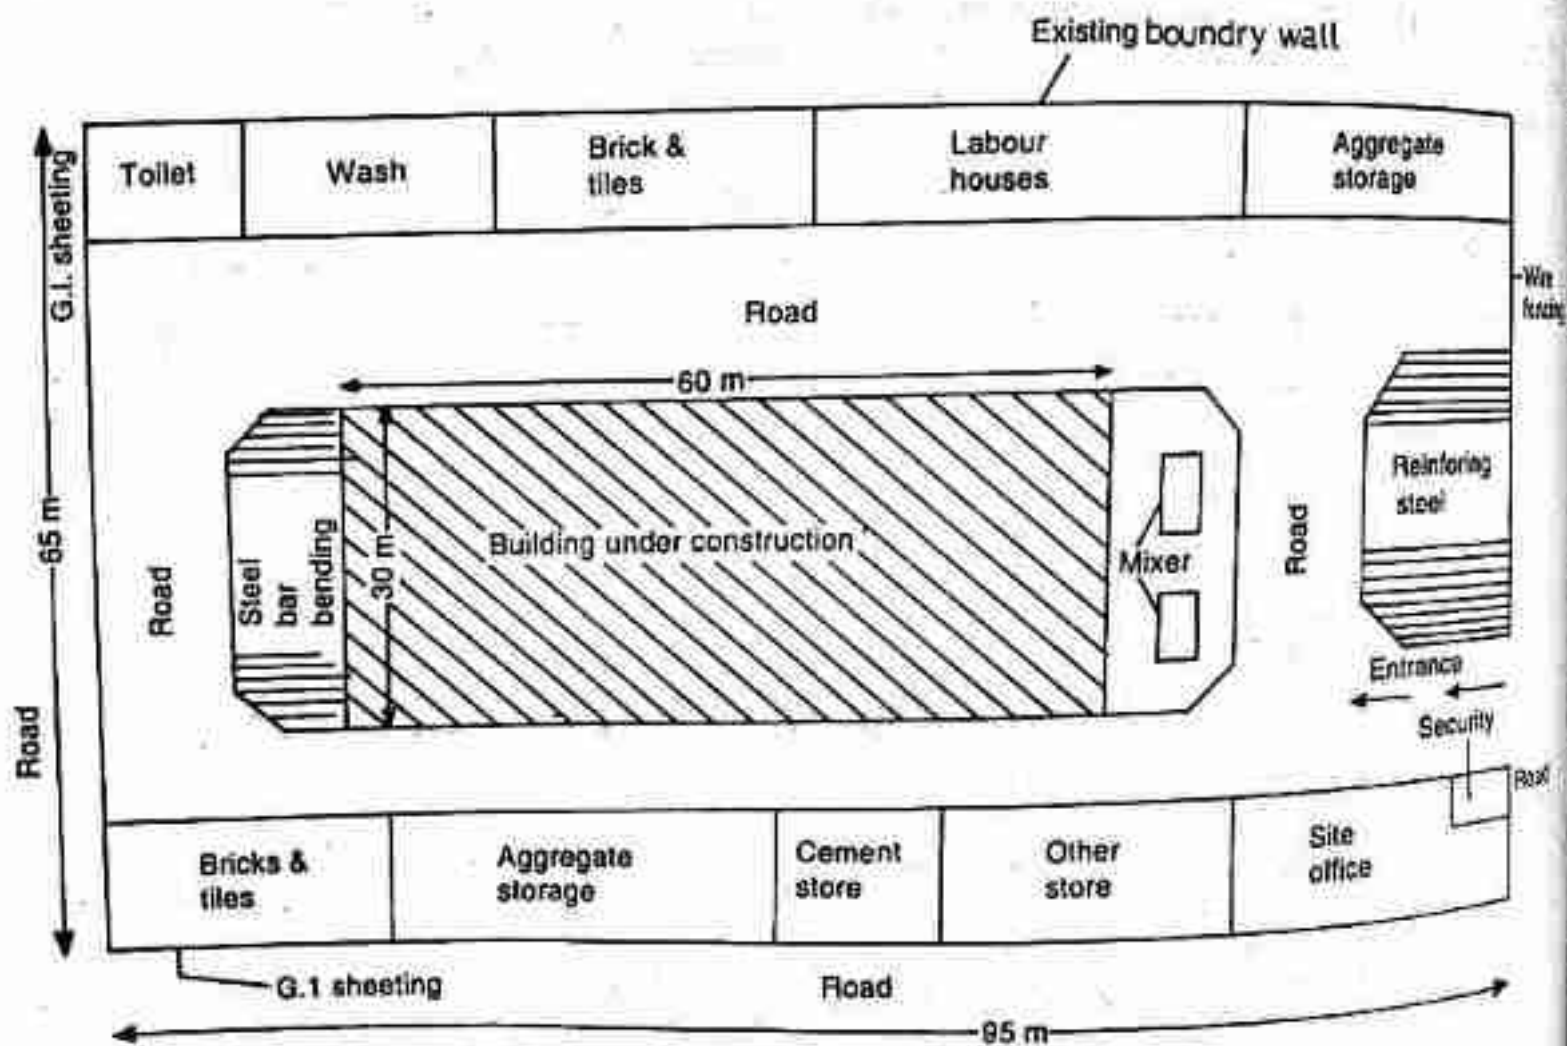 Existing boundry wall
Toilet
Wash
Brick &
tiles
Labour
houses
Aggregate
storage
G.I. sheeting
Road
60 m
65 m
Road
Steel
bar
bending
30 m
Building under construction
Mixer
Road
Reinforing
steel
Entrance
Security
Road
Road
Bricks &
tiles
Aggregate
storage
Cement
store
Other
store
Site
office
G.1 sheeting
Road
95 m